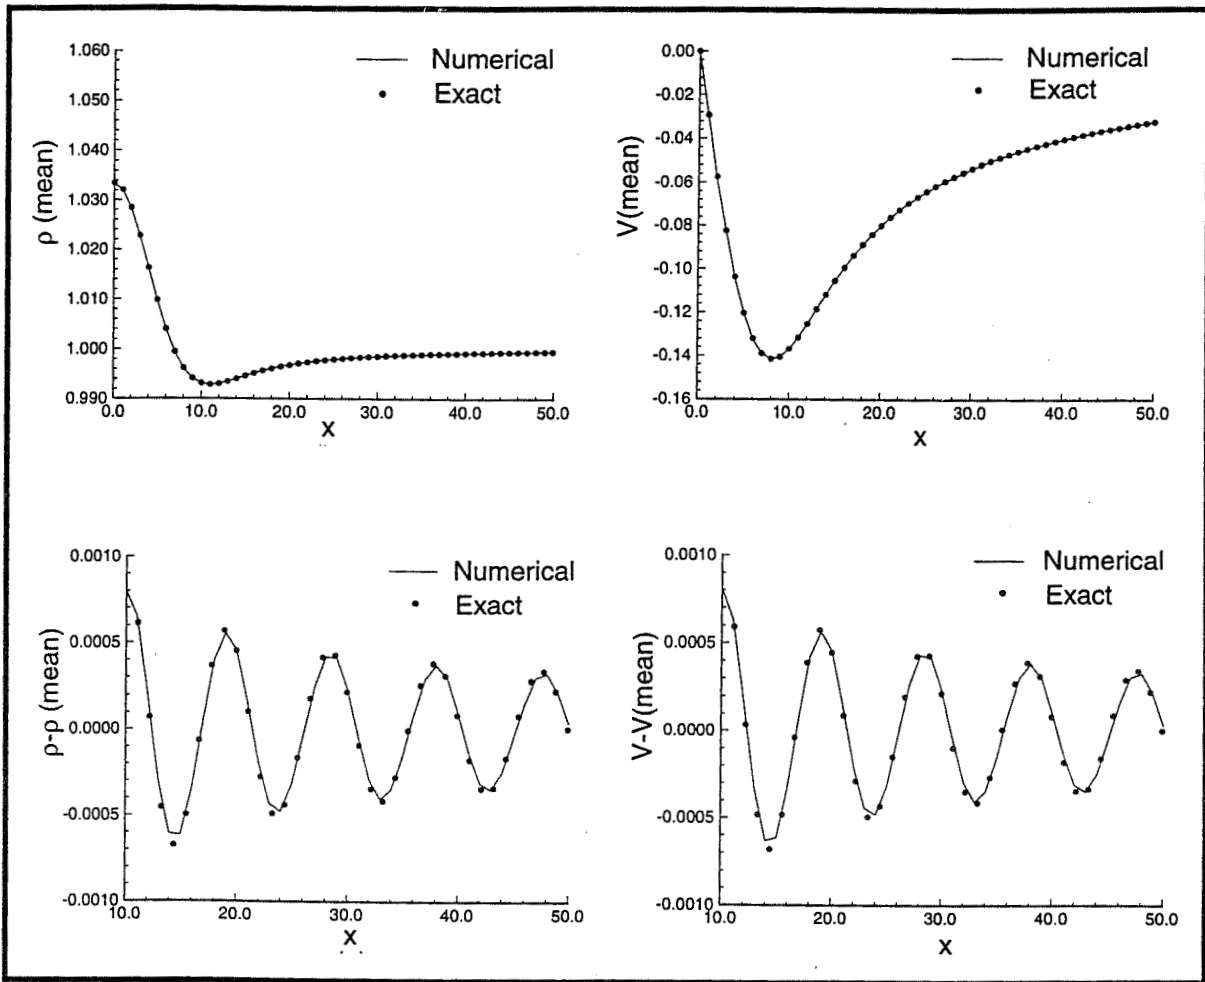 1.060
1.050
1.040
1.030
1.020
1.010
1.000
0.990
ρ (mean)
Numerical
Exact
0.0 10.0 20.0 30.0 40.0 50.0
X
0.00
-0.02
-0.04
-0.06
-0.08
-0.10
-0.12
-0.14
-0.16
V(mean)
Numerical
Exact
0.0 10.0 20.0 30.0 40.0 50.0
X
0.0010
0.0005
0.0000
-0.0005
-0.0010
ρ-ρ (mean)
Numerical
Exact
10.0 20.0 30.0 40.0 50.0
X
0.0010
0.0005
0.0000
-0.0005
-0.0010
V-V(mean)
Numerical
Exact
10.0 20.0 30.0 40.0 50.0
X